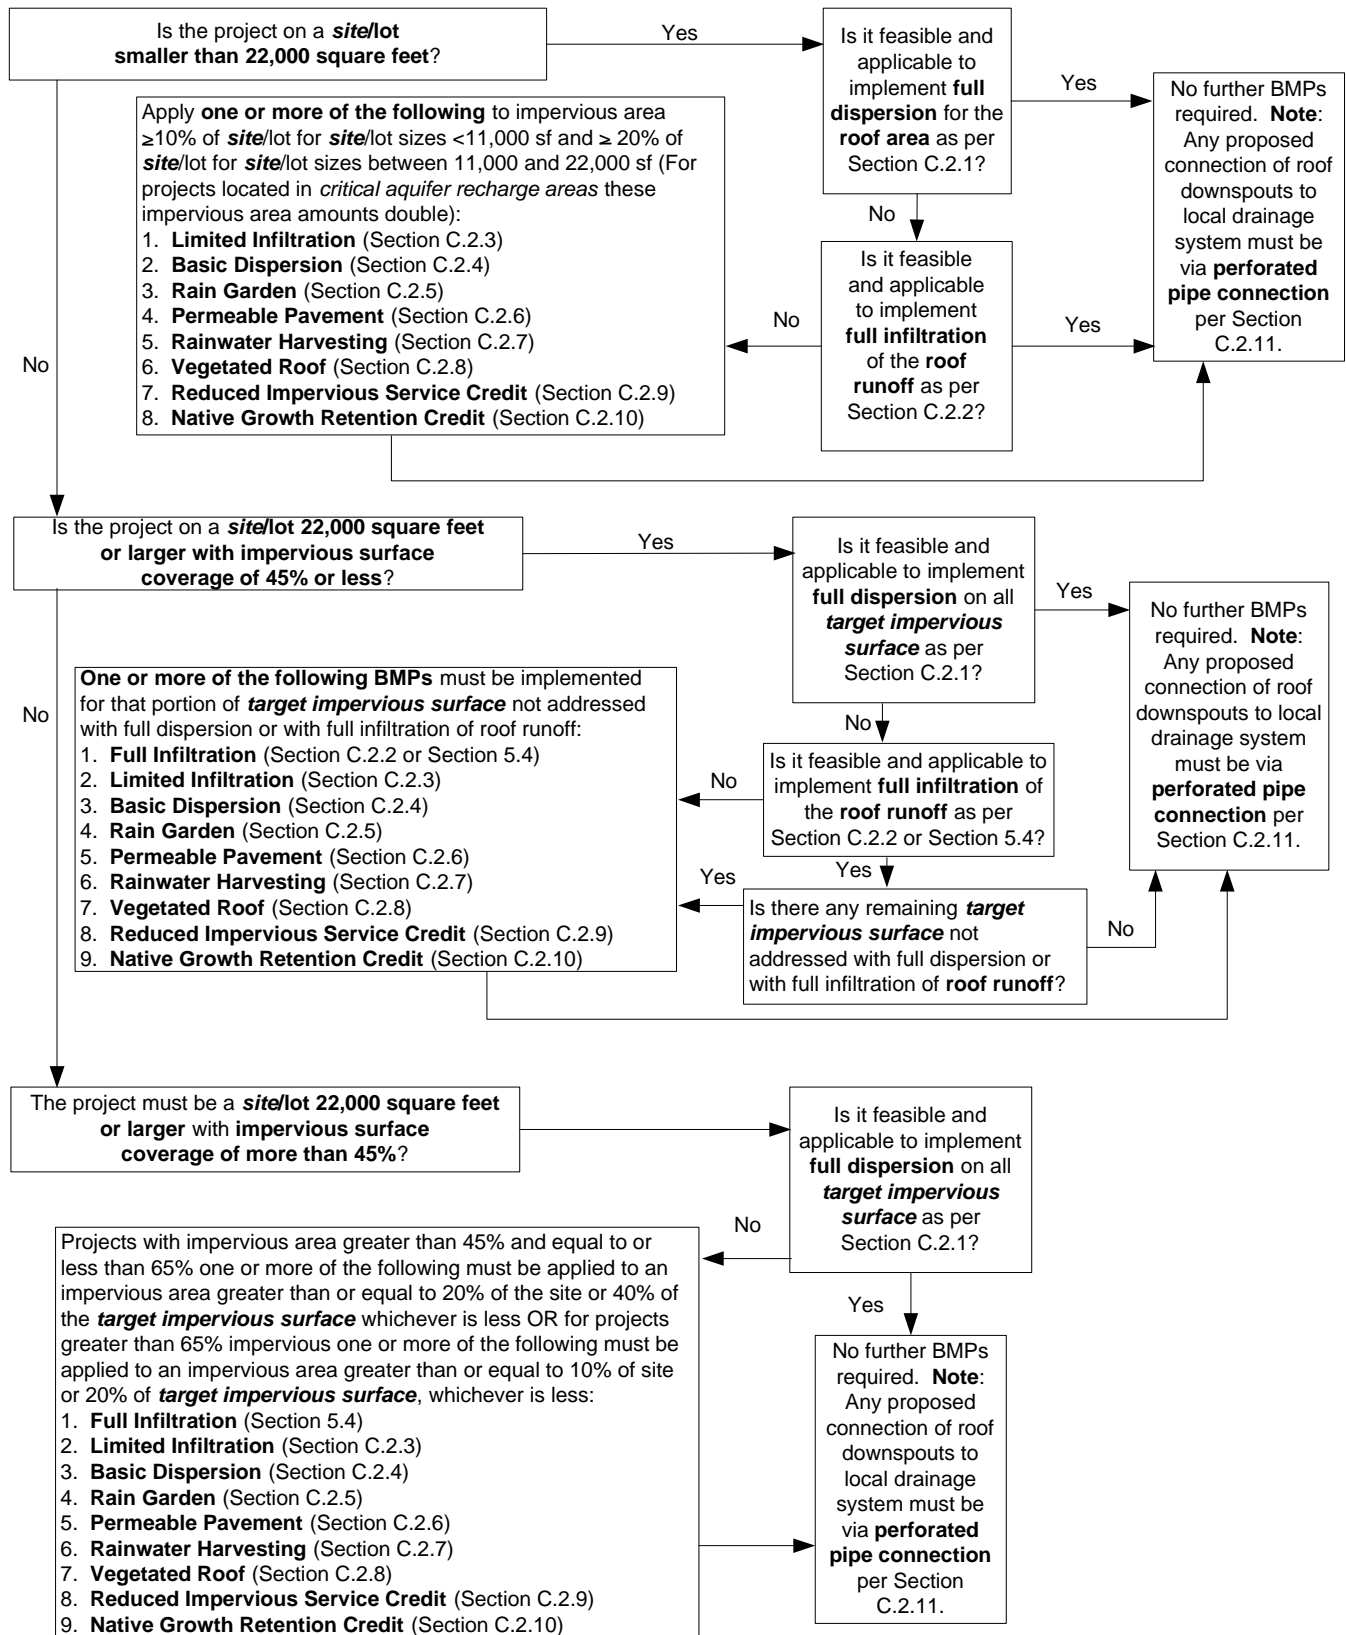 Is the project on a site/lot
smaller than 22,000 square feet?
Yes
Is it feasible and
applicable to
implement full
dispersion for the
roof area as per
Section C.2.1?
Yes
No further BMPs
required. Note:
Any proposed
connection of roof
downspouts to
local drainage
system must be
via perforated
pipe connection
per Section
C.2.11.
Apply one or more of the following to impervious area
≥10% of site/lot for site/lot sizes <11,000 sf and ≥ 20% of
site/lot for site/lot sizes between 11,000 and 22,000 sf (For
projects located in critical aquifer recharge areas these
impervious area amounts double):
1. Limited Infiltration (Section C.2.3)
2. Basic Dispersion (Section C.2.4)
3. Rain Garden (Section C.2.5)
4. Permeable Pavement (Section C.2.6)
5. Rainwater Harvesting (Section C.2.7)
6. Vegetated Roof (Section C.2.8)
7. Reduced Impervious Service Credit (Section C.2.9)
8. Native Growth Retention Credit (Section C.2.10)
No
Is it feasible
and applicable
to implement
full infiltration
of the roof
runoff as per
Section C.2.2?
No
Yes
No
Is the project on a site/lot 22,000 square feet
or larger with impervious surface
coverage of 45% or less?
Yes
Is it feasible and
applicable to implement
full dispersion on all
target impervious
surface as per
Section C.2.1?
Yes
No further BMPs
required. Note:
Any proposed
connection of roof
downspouts to local
drainage system
must be via
perforated pipe
connection per
Section C.2.11.
One or more of the following BMPs must be implemented
for that portion of target impervious surface not addressed
with full dispersion or with full infiltration of roof runoff:
1. Full Infiltration (Section C.2.2 or Section 5.4)
2. Limited Infiltration (Section C.2.3)
3. Basic Dispersion (Section C.2.4)
4. Rain Garden (Section C.2.5)
5. Permeable Pavement (Section C.2.6)
6. Rainwater Harvesting (Section C.2.7)
7. Vegetated Roof (Section C.2.8)
8. Reduced Impervious Service Credit (Section C.2.9)
9. Native Growth Retention Credit (Section C.2.10)
No
No
Is it feasible and applicable to
implement full infiltration of
the roof runoff as per
Section C.2.2 or Section 5.4?
No
Yes
Yes
Is there any remaining target
impervious surface not
addressed with full dispersion or
with full infiltration of roof runoff?
No
The project must be a site/lot 22,000 square feet
or larger with impervious surface
coverage of more than 45%?
Is it feasible and
applicable to implement
full dispersion on all
target impervious
surface as per
Section C.2.1?
No
Yes
Projects with impervious area greater than 45% and equal to or
less than 65% one or more of the following must be applied to an
impervious area greater than or equal to 20% of the site or 40% of
the target impervious surface whichever is less OR for projects
greater than 65% impervious one or more of the following must be
applied to an impervious area greater than or equal to 10% of site
or 20% of target impervious surface, whichever is less:
1. Full Infiltration (Section 5.4)
2. Limited Infiltration (Section C.2.3)
3. Basic Dispersion (Section C.2.4)
4. Rain Garden (Section C.2.5)
5. Permeable Pavement (Section C.2.6)
6. Rainwater Harvesting (Section C.2.7)
7. Vegetated Roof (Section C.2.8)
8. Reduced Impervious Service Credit (Section C.2.9)
9. Native Growth Retention Credit (Section C.2.10)
No further BMPs
required. Note:
Any proposed
connection of roof
downspouts to
local drainage
system must be
via perforated
pipe connection
per Section
C.2.11.